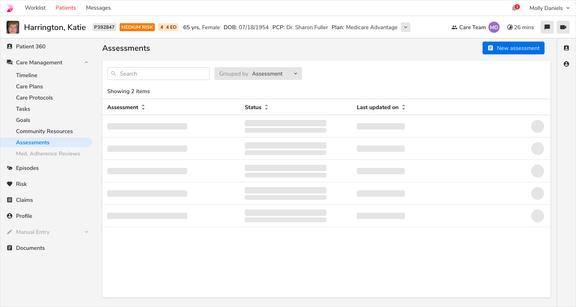 Worklist Patients Messages Molly Daniels
Harrington, Katie P392847 MEDIUM RISK 4 ED 65 yrs, Female DOB: 07/18/1954 PCP: Dr. Sharon Fuller Plan: Medicare Advantage Care Team MD 26 mins
Patient 360
Care Management
Timeline
Care Plans
Care Protocols
Tasks
Goals
Community Resources
Assessments
Med. Adherence Reviews
Episodes
Risk
Claims
Profile
Manual Entry
Documents
Assessments
New assessment
Search
Grouped by Assessment
Showing 2 items
Assessment Status Last updated on